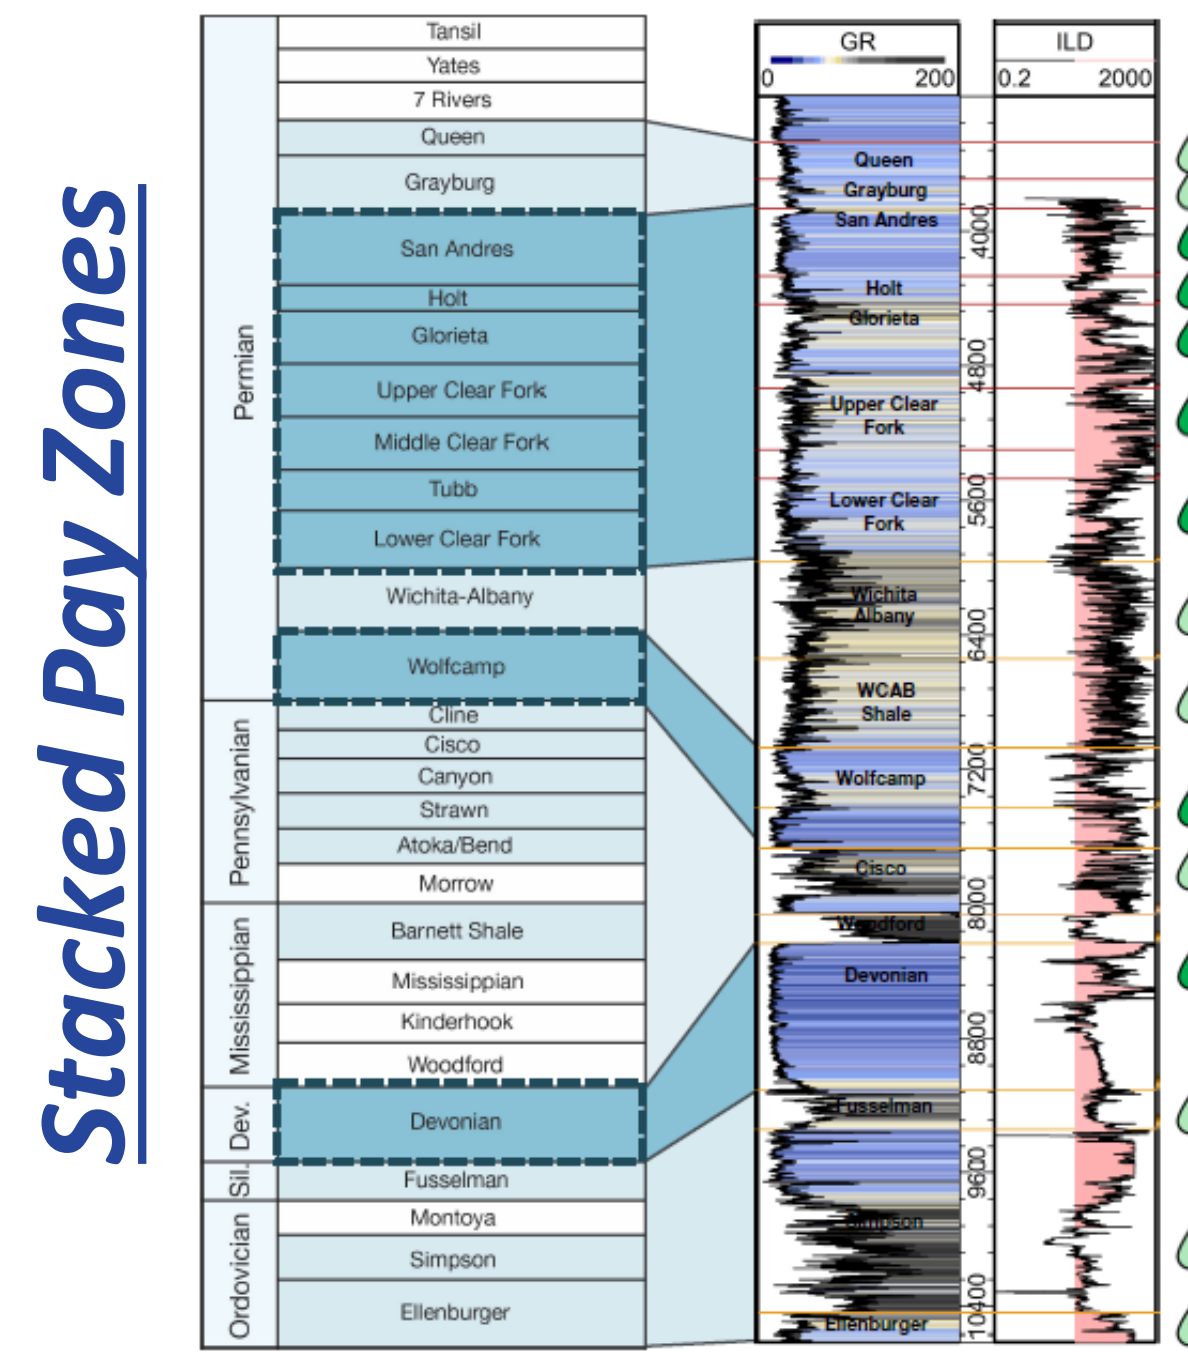 Stacked Pay Zones
Permian
Tansil
Yates
7 Rivers
Queen
Grayburg
San Andres
Holt
Glorieta
Upper Clear Fork
Middle Clear Fork
Tubb
Lower Clear Fork
Wichita-Albany
Wolfcamp
Pennsylvanian
Cline
Cisco
Canyon
Strawn
Atoka/Bend
Morrow
Mississippian
Barnett Shale
Mississippian
Kinderhook
Woodford
Dev.
Devonian
Sil.
Fusselman
Ordovician
Montoya
Simpson
Ellenburger
GR
0 200
Queen
Grayburg
San Andres
Holt
Glorieta
Upper Clear
Fork
Lower Clear
Fork
Wichita
Albany
WCAB
Shale
Wolfcamp
Cisco
Woodford
Devonian
Fusselman
Simpson
Ellenburger
4000
4800
5600
6400
7200
8000
8800
9600
10400
ILD
0.2 2000